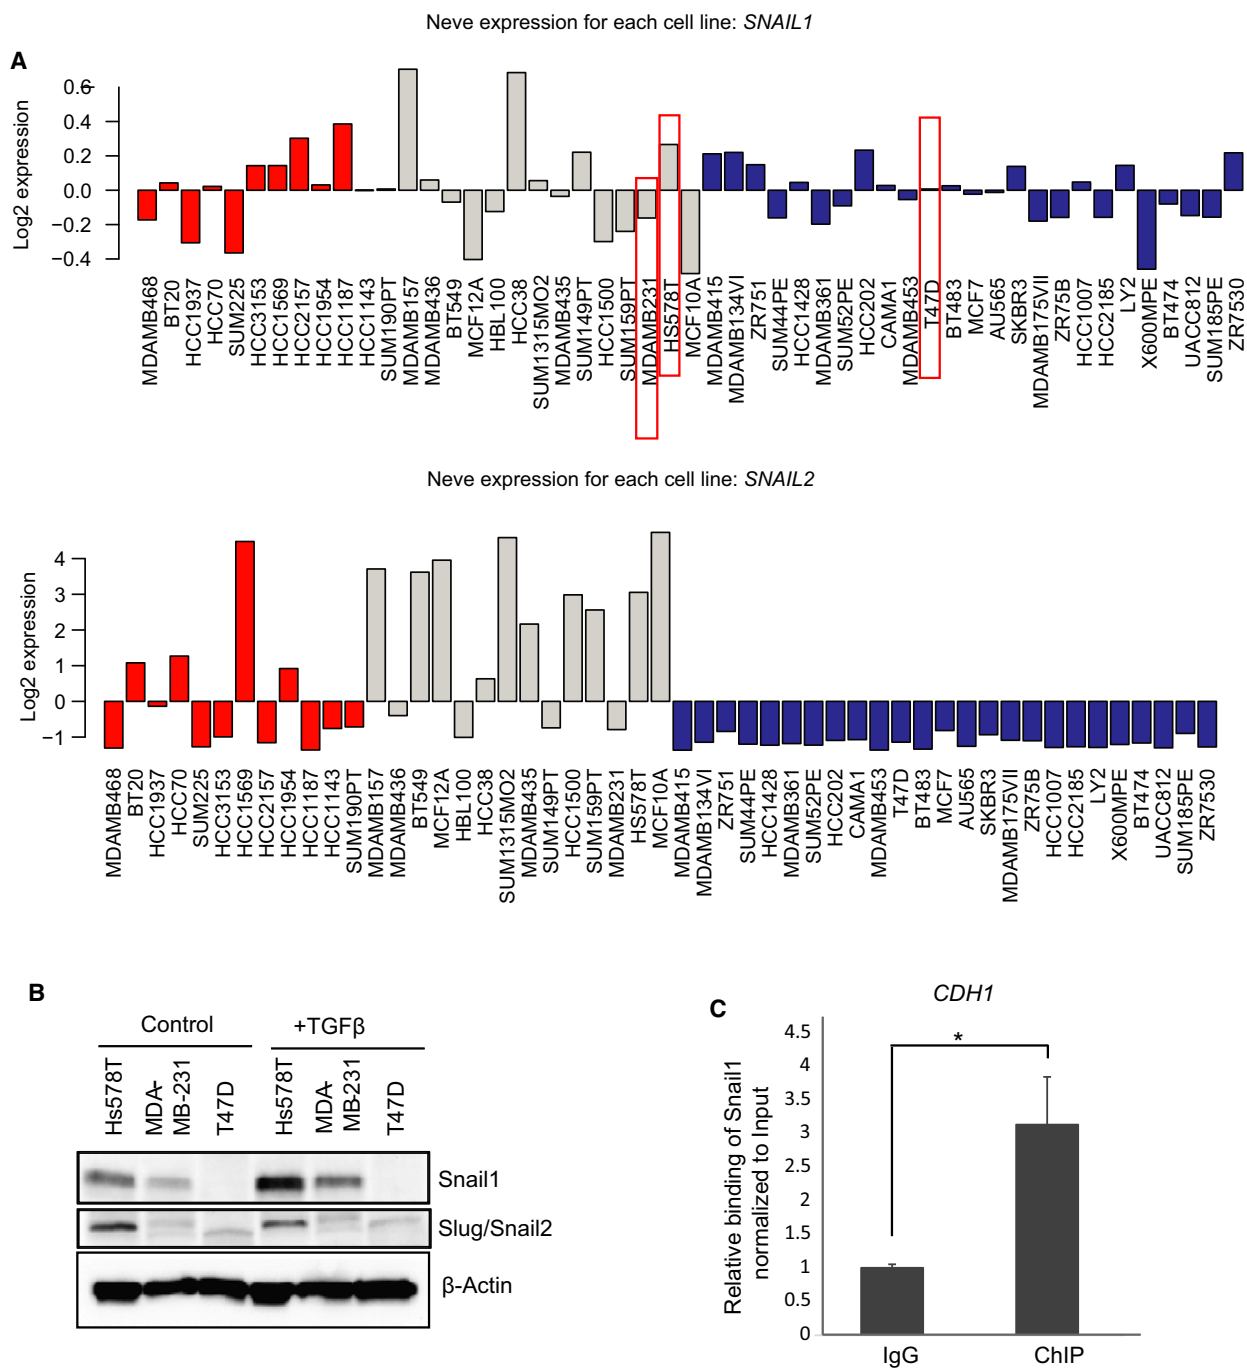 Neve expression for each cell line: SNAIL1
A
Log2 expression
0.6
0.4
0.2
0.0
−0.2
−0.4
MDAMB468
BT20
HCC1937
HCC70
SUM225
HCC3153
HCC1569
HCC2157
HCC1954
HCC1187
HCC1143
SUM190PT
MDAMB157
MDAMB436
BT549
MCF12A
HBL100
HCC38
SUM1315MO2
MDAMB435
SUM149PT
HCC1500
SUM159PT
MDAMB231
HS578T
MCF10A
MDAMB415
MDAMB134VI
ZR751
SUM44PE
HCC1428
MDAMB361
SUM52PE
HCC202
CAMA1
MDAMB453
T47D
BT483
MCF7
AU565
SKBR3
MDAMB175VII
ZR75B
HCC1007
HCC2185
LY2
X600MPE
BT474
UACC812
SUM185PE
ZR7530
Neve expression for each cell line: SNAIL2
Log2 expression
4
3
2
1
0
−1
MDAMB468
BT20
HCC1937
HCC70
SUM225
HCC3153
HCC1569
HCC2157
HCC1954
HCC1187
HCC1143
SUM190PT
MDAMB157
MDAMB436
BT549
MCF12A
HBL100
HCC38
SUM1315MO2
MDAMB435
SUM149PT
HCC1500
SUM159PT
MDAMB231
HS578T
MCF10A
MDAMB415
MDAMB134VI
ZR751
SUM44PE
HCC1428
MDAMB361
SUM52PE
HCC202
CAMA1
MDAMB453
T47D
BT483
MCF7
AU565
SKBR3
MDAMB175VII
ZR75B
HCC1007
HCC2185
LY2
X600MPE
BT474
UACC812
SUM185PE
ZR7530
B
Control
+TGFβ
Hs578T
MDA-
MB-231
T47D
Hs578T
MDA-
MB-231
T47D
Snail1
Slug/Snail2
β-Actin
C
CDH1
Relative binding of Snail1
normalized to Input
4.5
4
3.5
3
2.5
2
1.5
1
0.5
0
*
IgG
ChIP